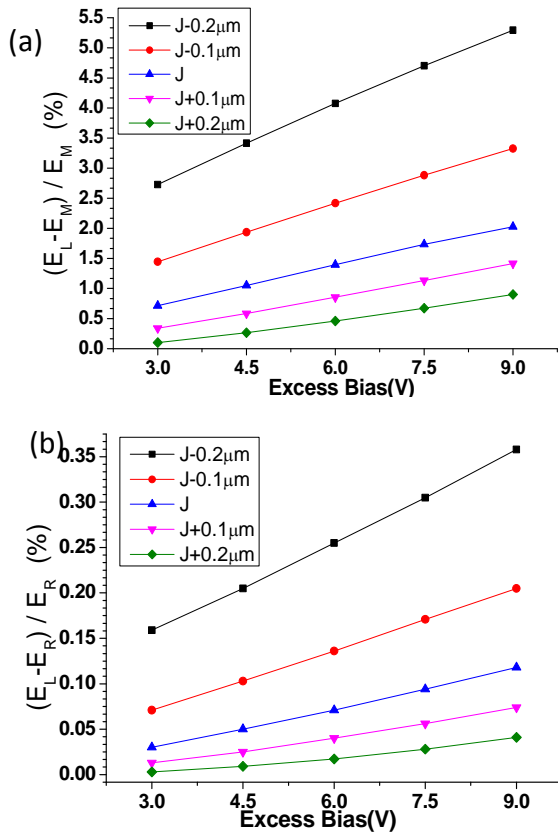 (a)
J-0.2μm
J-0.1μm
J
J+0.1μm
J+0.2μm
(E_L-E_M) / E_M (%)
5.5
5.0
4.5
4.0
3.5
3.0
2.5
2.0
1.5
1.0
0.5
0.0
3.0 4.5 6.0 7.5 9.0
Excess Bias(V)
(b)
J-0.2μm
J-0.1μm
J
J+0.1μm
J+0.2μm
(E_L-E_R) / E_R (%)
0.35
0.30
0.25
0.20
0.15
0.10
0.05
0.00
3.0 4.5 6.0 7.5 9.0
Excess Bias(V)